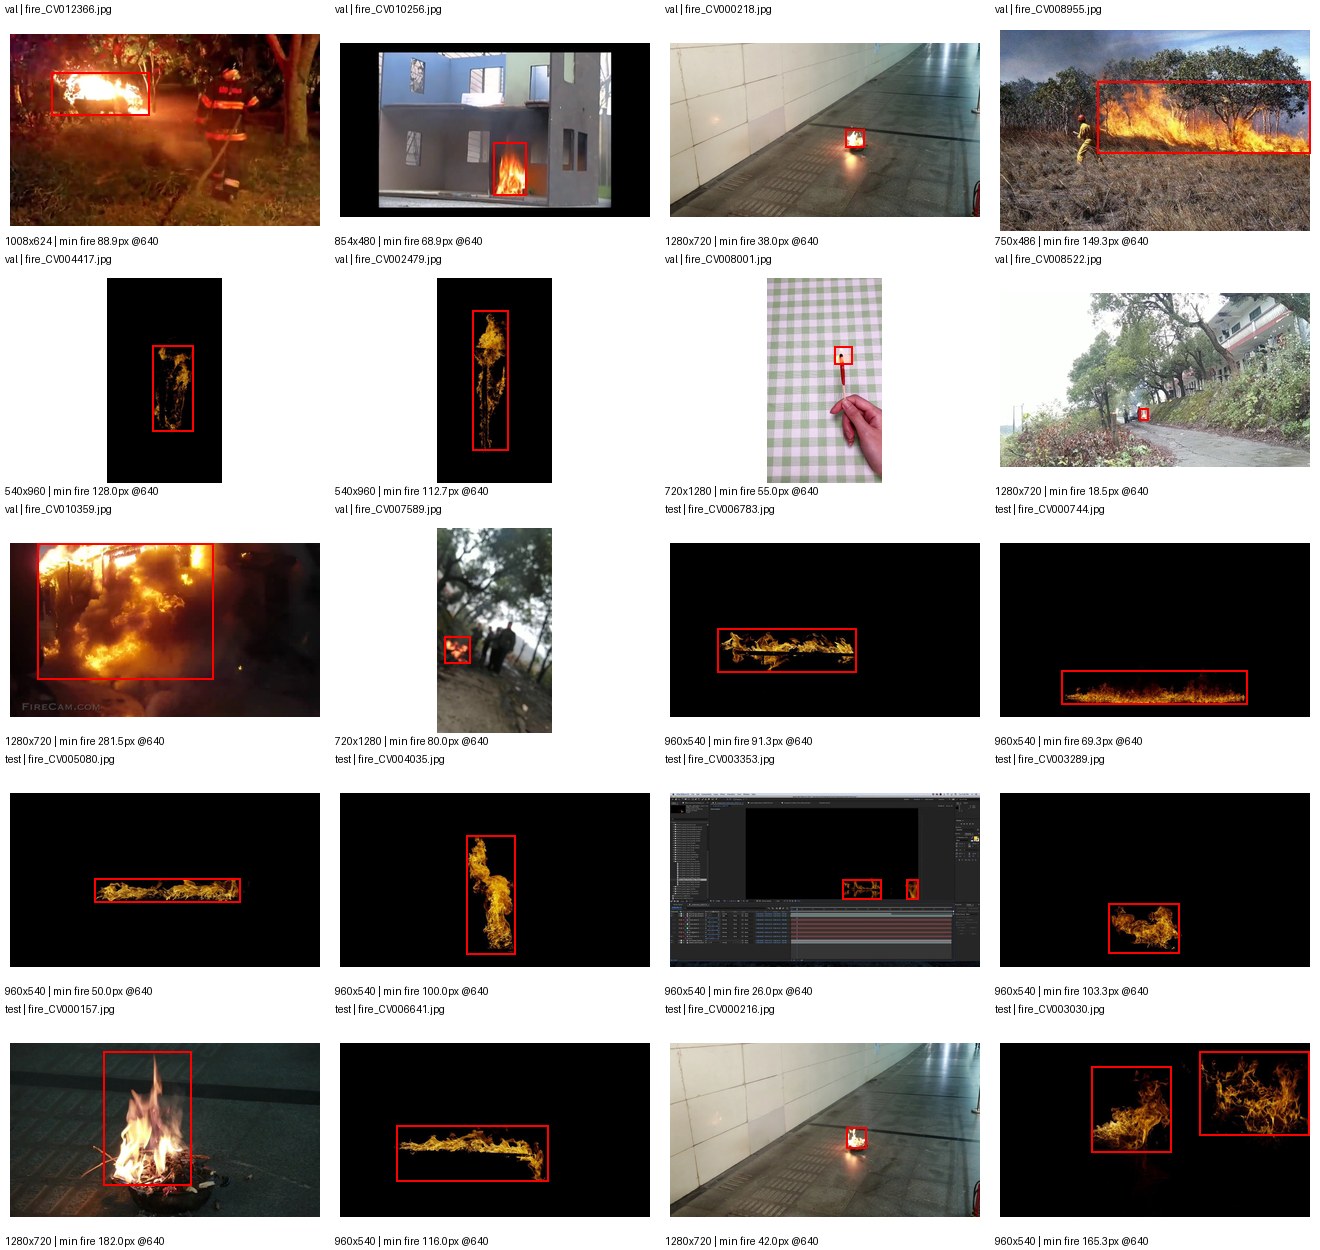 val | fire_CV012366.jpg
val | fire_CV010256.jpg
val | fire_CV000218.jpg
val | fire_CV008955.jpg
1008x624 | min fire 88.9px @640
854x480 | min fire 68.9px @640
1280x720 | min fire 38.0px @640
750x486 | min fire 149.3px @640
val | fire_CV004417.jpg
val | fire_CV002479.jpg
val | fire_CV008001.jpg
val | fire_CV008522.jpg
540x960 | min fire 128.0px @640
540x960 | min fire 112.7px @640
720x1280 | min fire 55.0px @640
1280x720 | min fire 18.5px @640
val | fire_CV010359.jpg
val | fire_CV007589.jpg
test | fire_CV006783.jpg
test | fire_CV000744.jpg
FIRECAM.COM
1280x720 | min fire 281.5px @640
720x1280 | min fire 80.0px @640
960x540 | min fire 91.3px @640
960x540 | min fire 69.3px @640
test | fire_CV005080.jpg
test | fire_CV004035.jpg
test | fire_CV003353.jpg
test | fire_CV003289.jpg
960x540 | min fire 50.0px @640
960x540 | min fire 100.0px @640
960x540 | min fire 26.0px @640
960x540 | min fire 103.3px @640
test | fire_CV000157.jpg
test | fire_CV006641.jpg
test | fire_CV000216.jpg
test | fire_CV003030.jpg
1280x720 | min fire 182.0px @640
960x540 | min fire 116.0px @640
1280x720 | min fire 42.0px @640
960x540 | min fire 165.3px @640